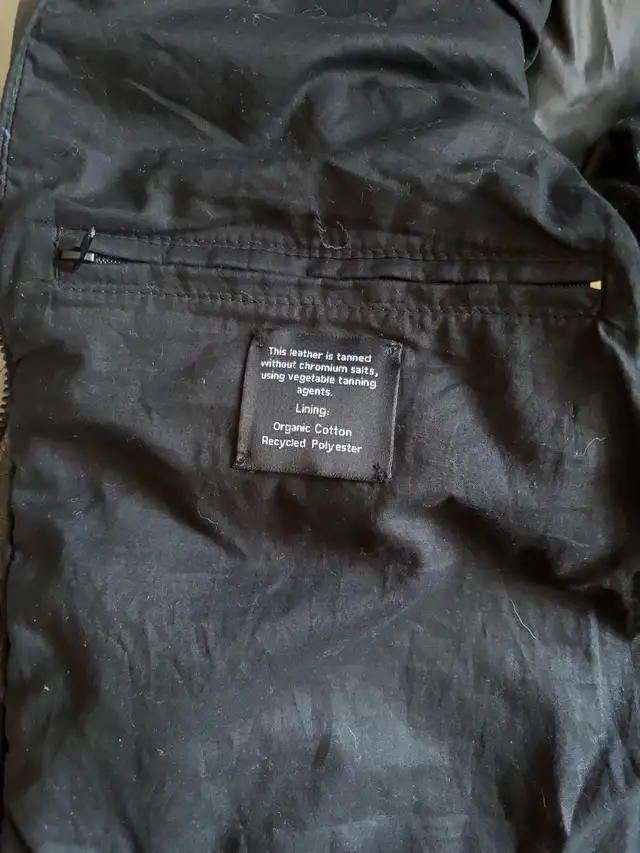 This leather is tanned
without chromium salts,
using vegetable tanning
agents.
Lining:
Organic Cotton
Recycled Polyester